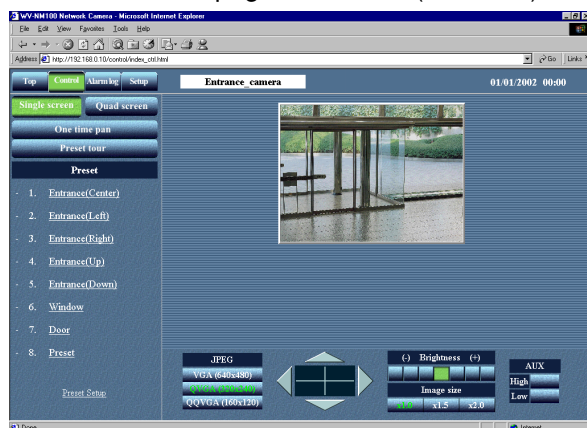 WV-NM100 Network Camera - Microsoft Internet Explorer
File Edit View Favorites Tools Help
Address http://192.168.0.10/control/index_ctrl.html Go Links
Top Control Alarm log Setup
Entrance_camera
01/01/2002 00:00
Single screen Quad screen
One time pan
Preset tour
Preset
- 1. Entrance(Center)
- 2. Entrance(Left)
- 3. Entrance(Right)
- 4. Entrance(Up)
- 5. Entrance(Down)
- 6. Window
- 7. Door
- 8. Preset
Preset Setup
JPEG
VGA (640x480)
QVGA (320x240)
QQVGA (160x120)
(-) Brightness (+)
Image size
x1.0 x1.5 x2.0
AUX
High
Low
Done
Internet